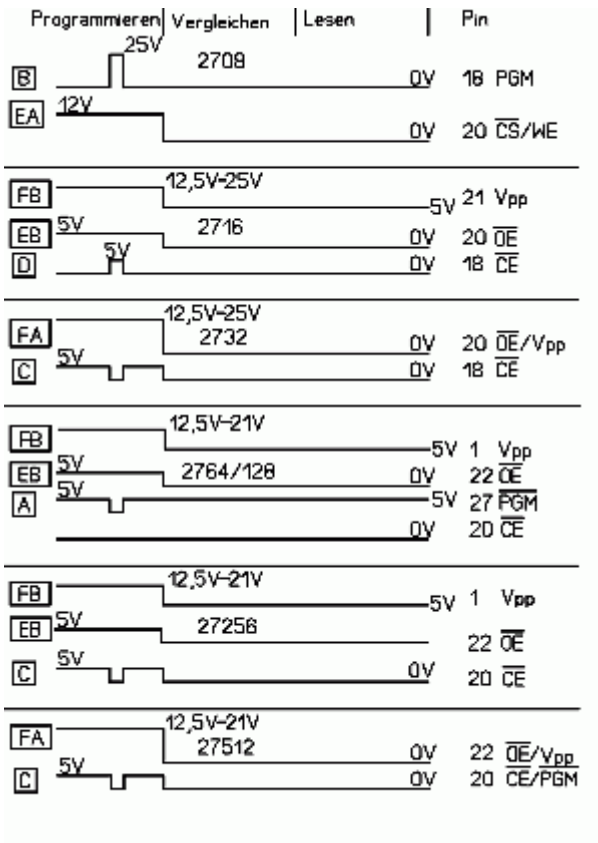 Programmieren Vergleichen Lesen Pin
25V
2708
B 0V 18 PGM
EA 12V
0V 20 CS/WE
FB 12,5V-25V
5V 21 Vpp
EB 5V 2716 0V 20 OE
D 5V 0V 18 CE
12,5V-25V
FA 2732 0V 20 OE/Vpp
C 5V 0V 18 CE
12,5V-21V
FB 5V 1 Vpp
EB 5V 2764/128 0V 22 OE
A 5V 5V 27 PGM
0V 20 CE
FB 12,5V-21V
5V 1 Vpp
EB 5V 27256
22 OE
C 5V 0V 20 CE
12,5V-21V
FA 27512 0V 22 OE/Vpp
C 5V 0V 20 CE/PGM